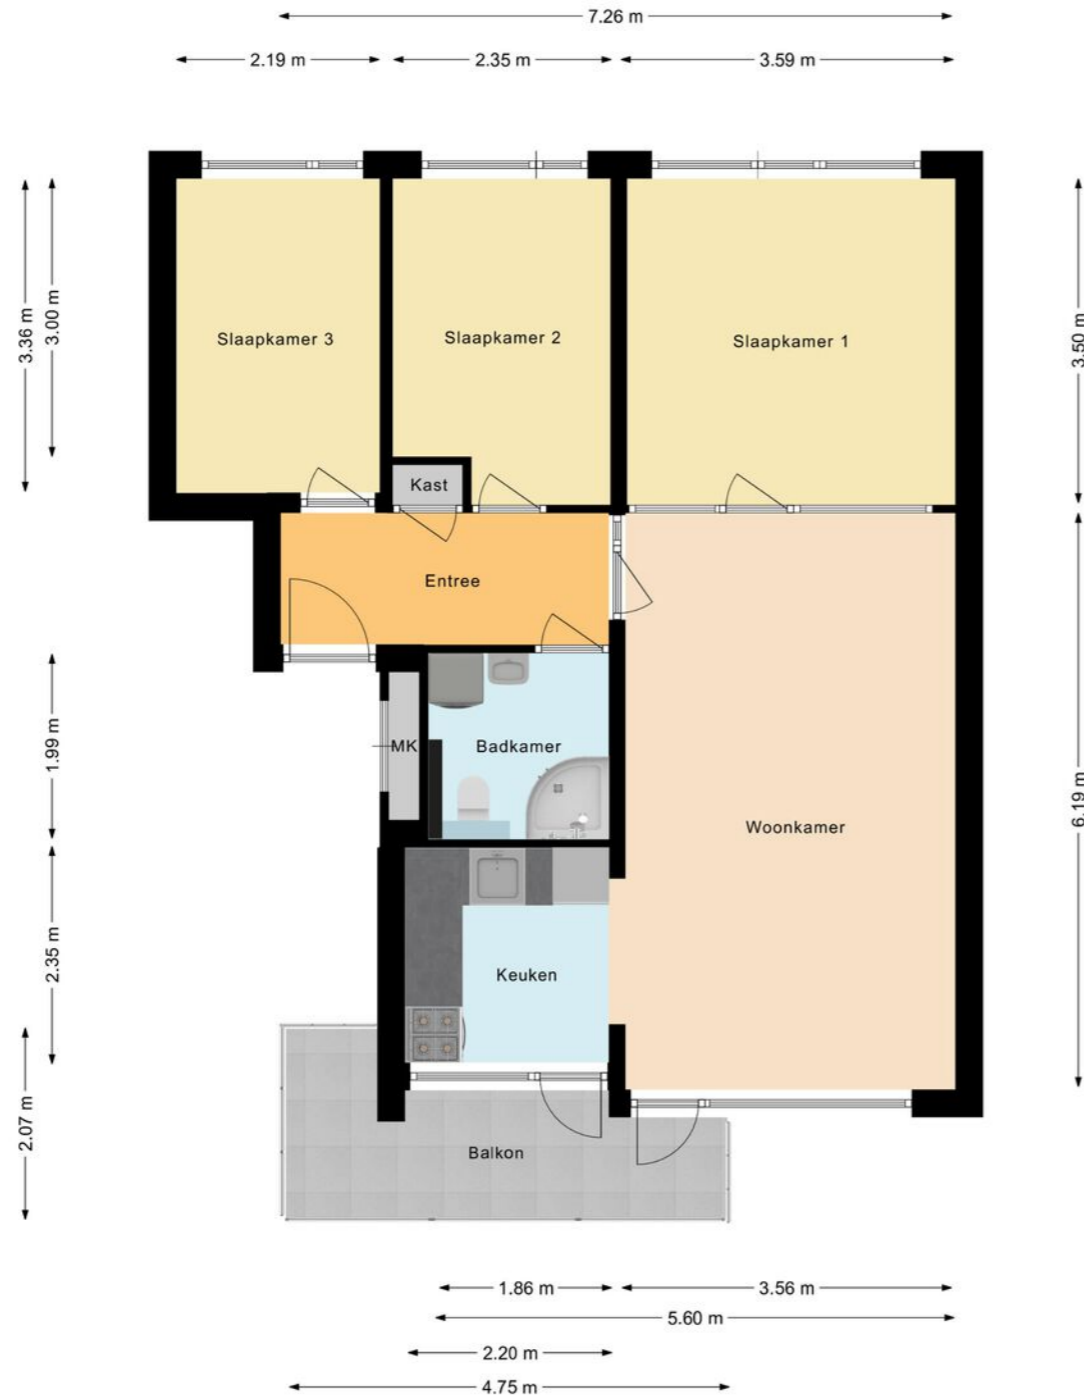 7.26 m
2.19 m
2.35 m
3.59 m
3.36 m
3.00 m
3.50 m
Slaapkamer 3
Slaapkamer 2
Slaapkamer 1
Kast
Entree
1.99 m
MK
Badkamer
6.19 m
Woonkamer
2.35 m
Keuken
2.07 m
Balkon
1.86 m
3.56 m
5.60 m
2.20 m
4.75 m